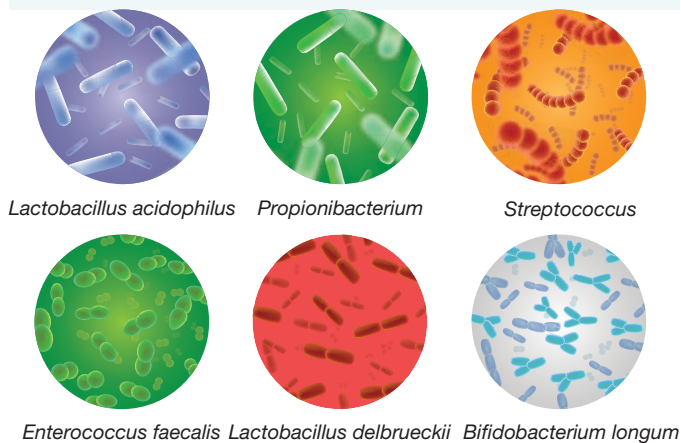 Lactobacillus acidophilus Propionibacterium Streptococcus
Enterococcus faecalis Lactobacillus delbrueckii Bifidobacterium longum